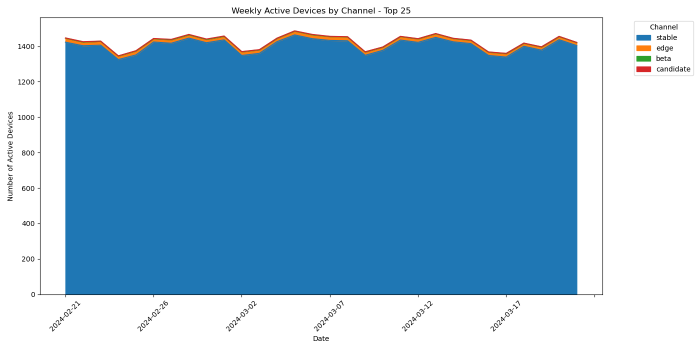 Weekly Active Devices by Channel - Top 25
Number of Active Devices
1400
1200
1000
800
600
400
200
0
2024-02-21
2024-02-26
2024-03-02
2024-03-07
2024-03-12
2024-03-17
Date
Channel
stable
edge
beta
candidate